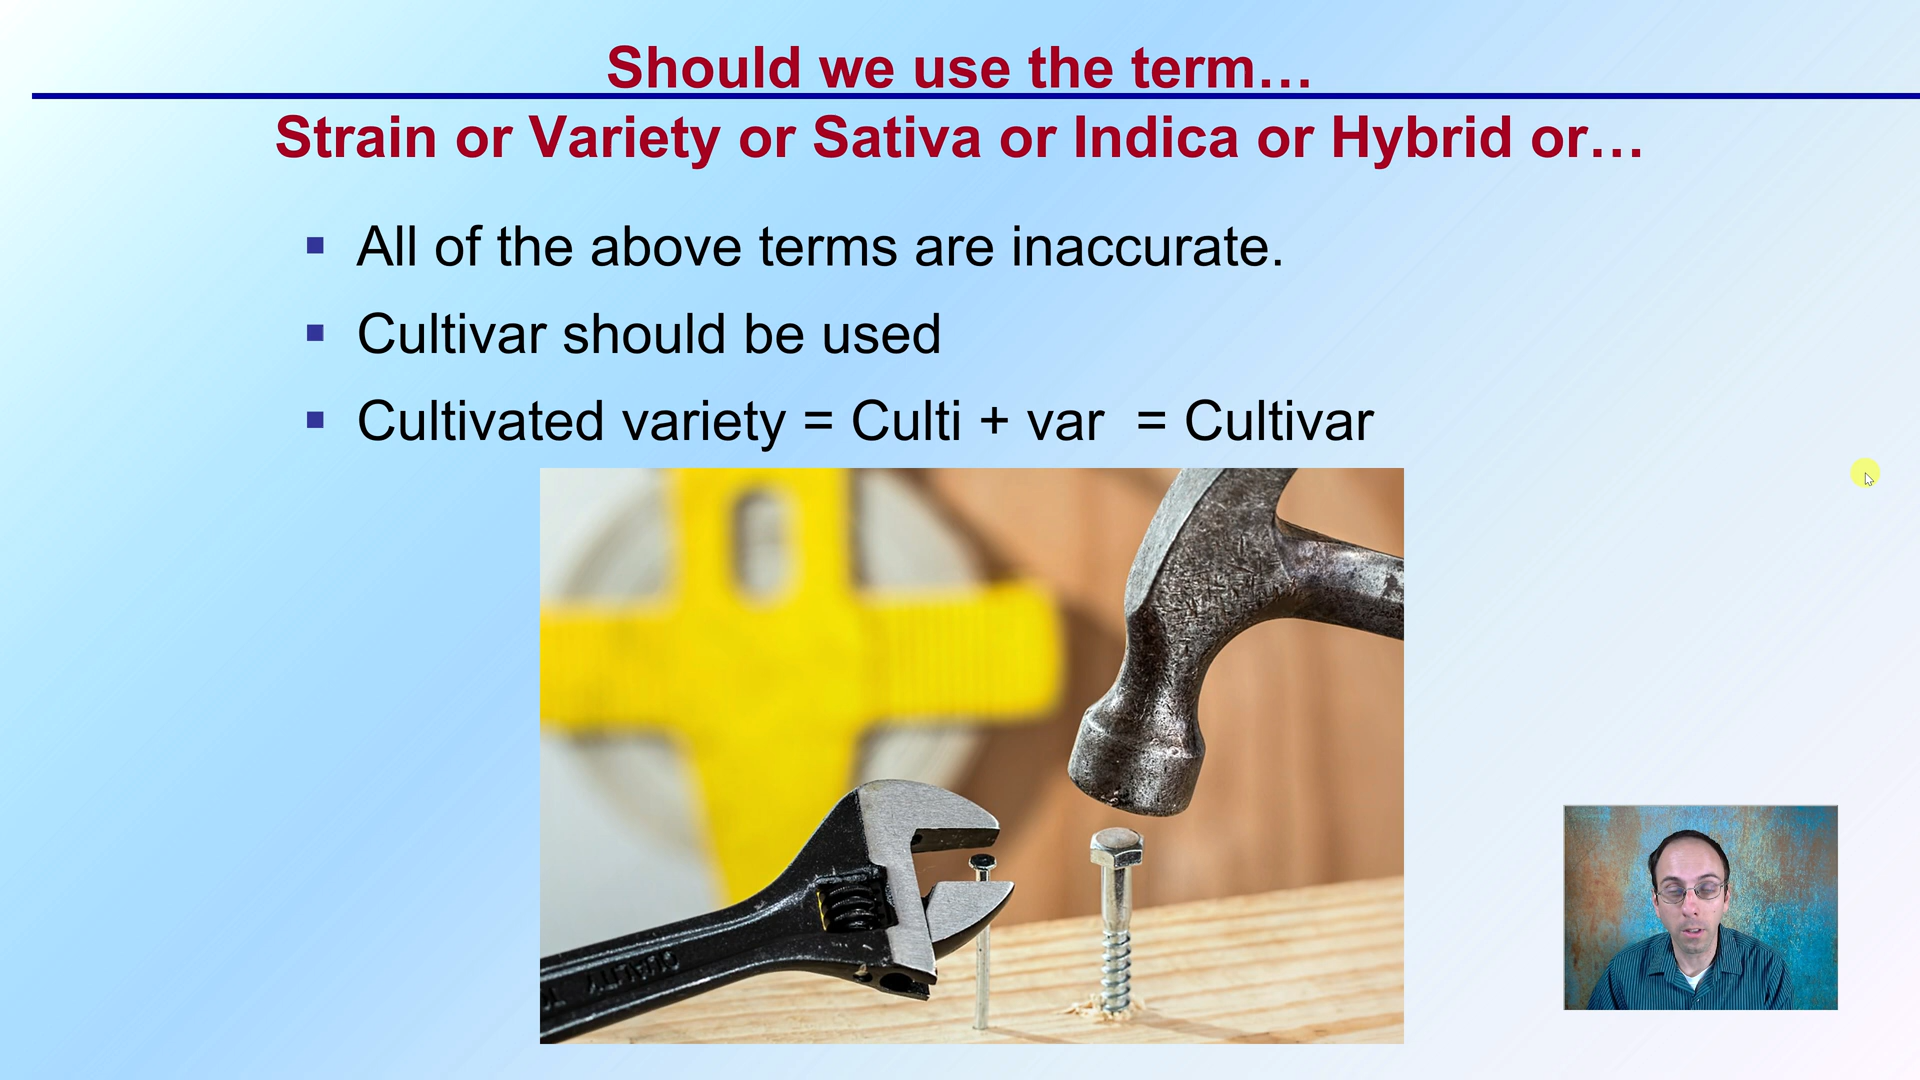 Should we use the term…
Strain or Variety or Sativa or Indica or Hybrid or…
All of the above terms are inaccurate.
Cultivar should be used
Cultivated variety = Culti + var = Cultivar
QUALITY